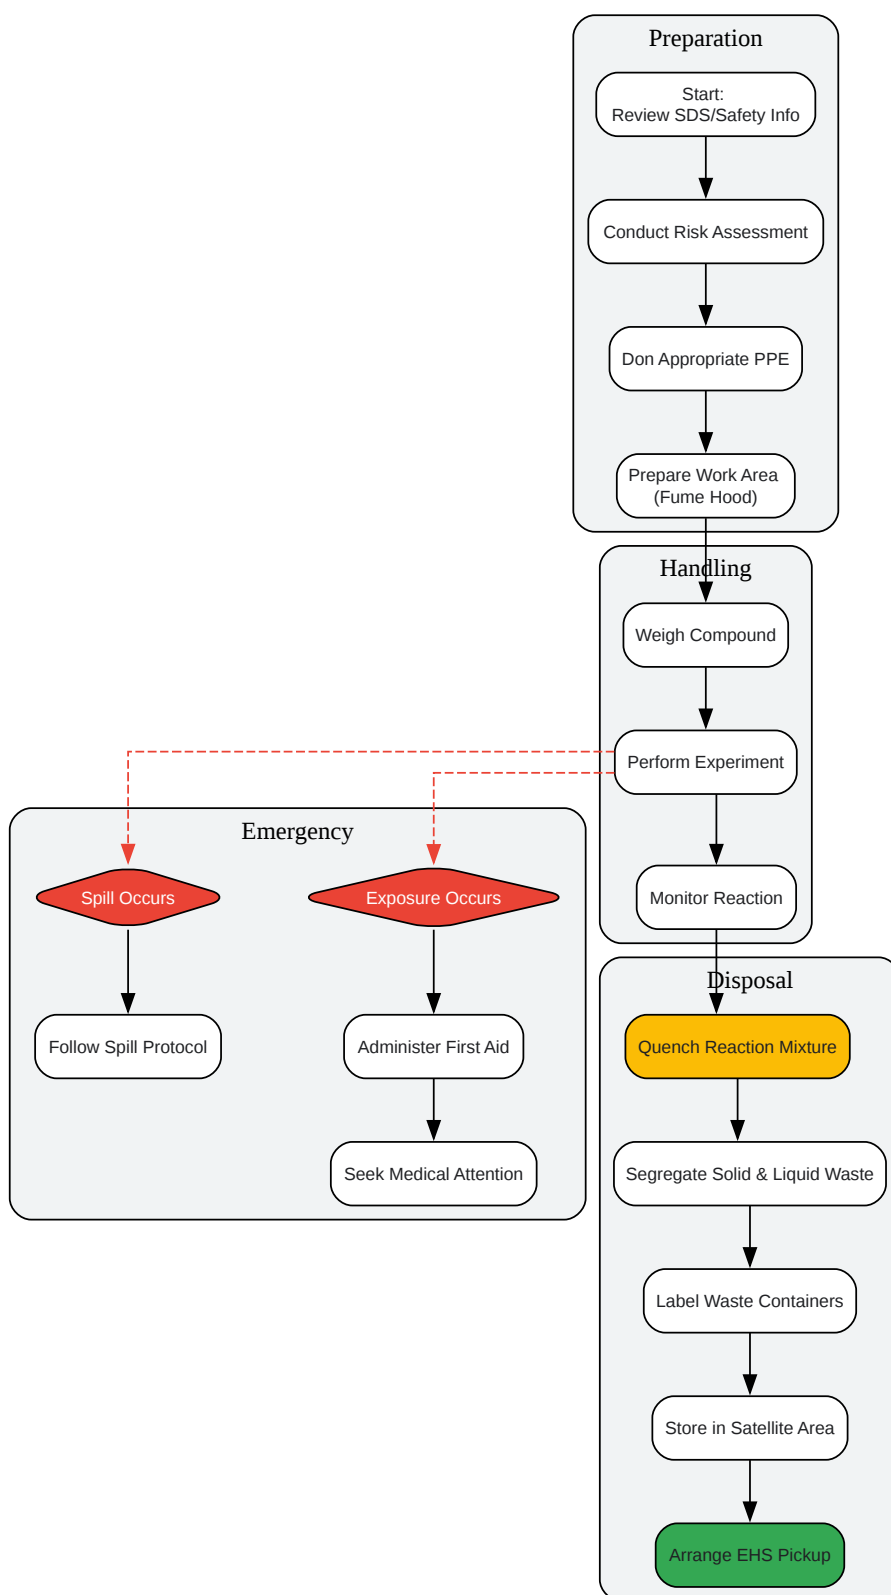 Preparation
Start:
Review SDS/Safety Info
Conduct Risk Assessment
Don Appropriate PPE
Prepare Work Area
(Fume Hood)
Handling
Weigh Compound
Perform Experiment
Monitor Reaction
Emergency
Spill Occurs
Exposure Occurs
Follow Spill Protocol
Administer First Aid
Seek Medical Attention
Disposal
Quench Reaction Mixture
Segregate Solid & Liquid Waste
Label Waste Containers
Store in Satellite Area
Arrange EHS Pickup